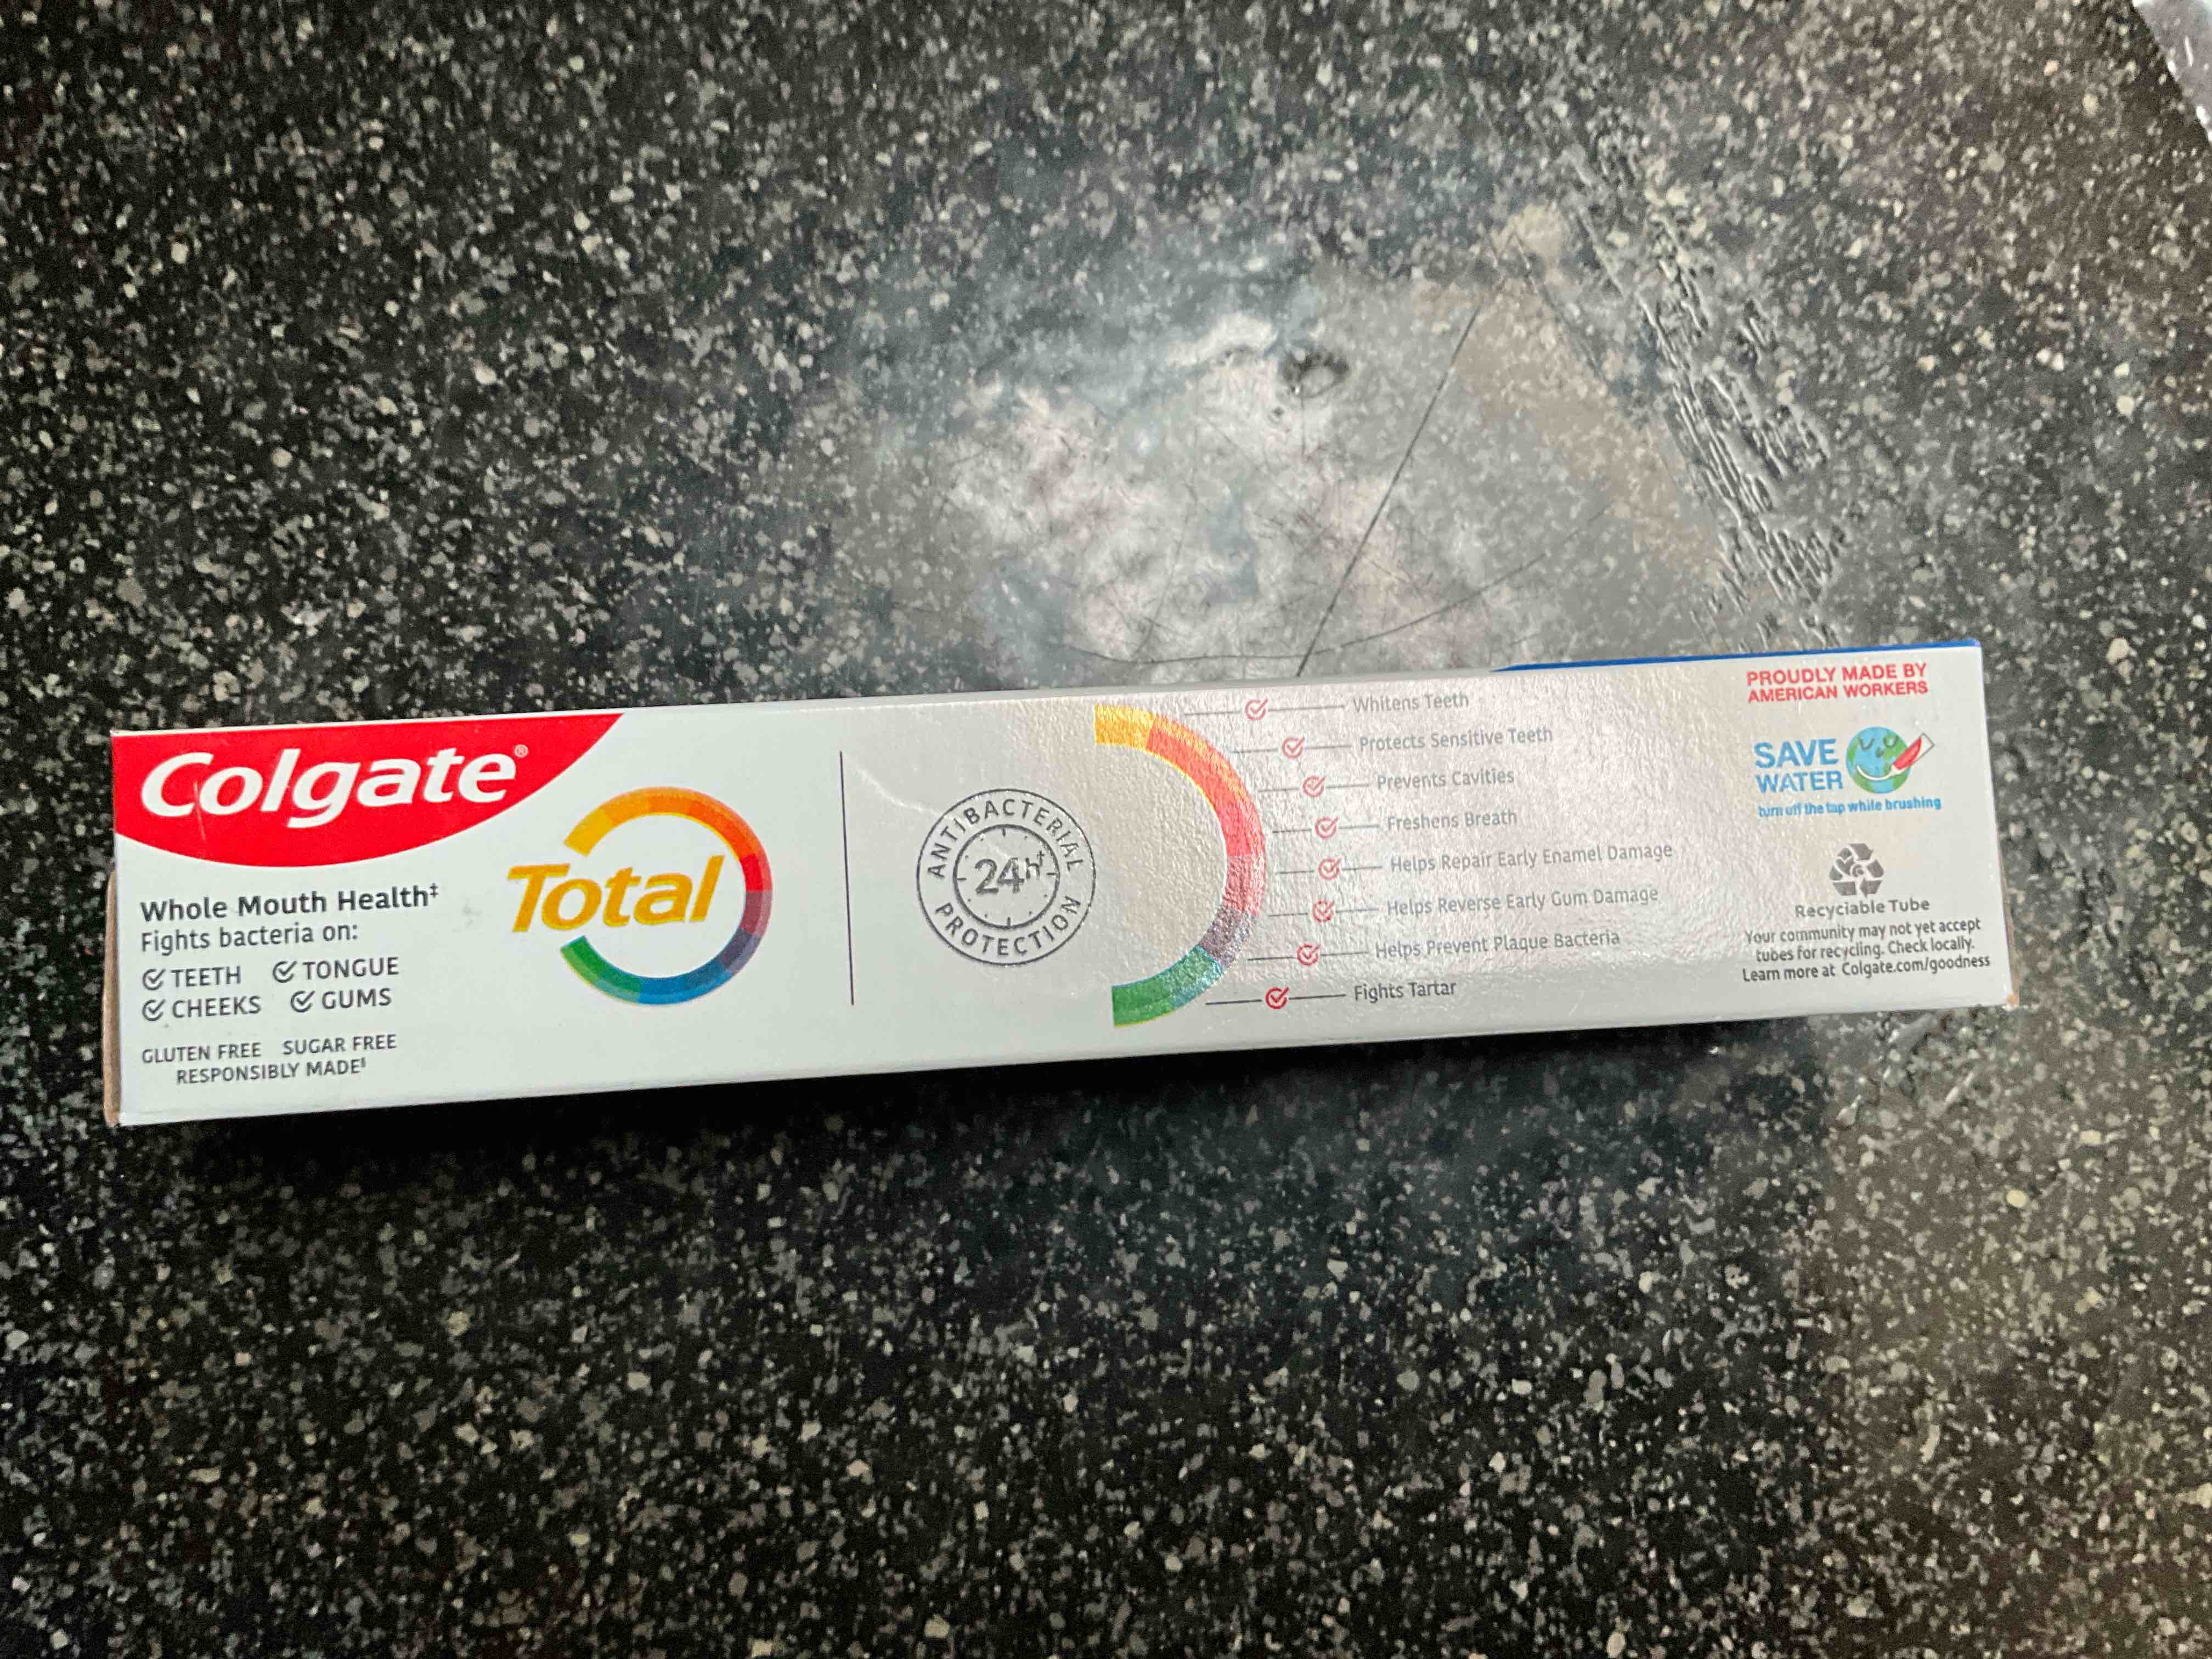 Colgate®
Total
Whole Mouth Health‡
Fights bacteria on:
TEETH TONGUE
CHEEKS GUMS
GLUTEN FREE SUGAR FREE
RESPONSIBLY MADE§
ANTIBACTERIAL
24h‡
PROTECTION
Whitens Teeth
Protects Sensitive Teeth
Prevents Cavities
Freshens Breath
Helps Repair Early Enamel Damage
Helps Reverse Early Gum Damage
Helps Prevent Plaque Bacteria
Fights Tartar
PROUDLY MADE BY
AMERICAN WORKERS
SAVE
WATER
turn off the tap while brushing
Recyclable Tube
Your community may not yet accept
tubes for recycling. Check locally.
Learn more at Colgate.com/goodness